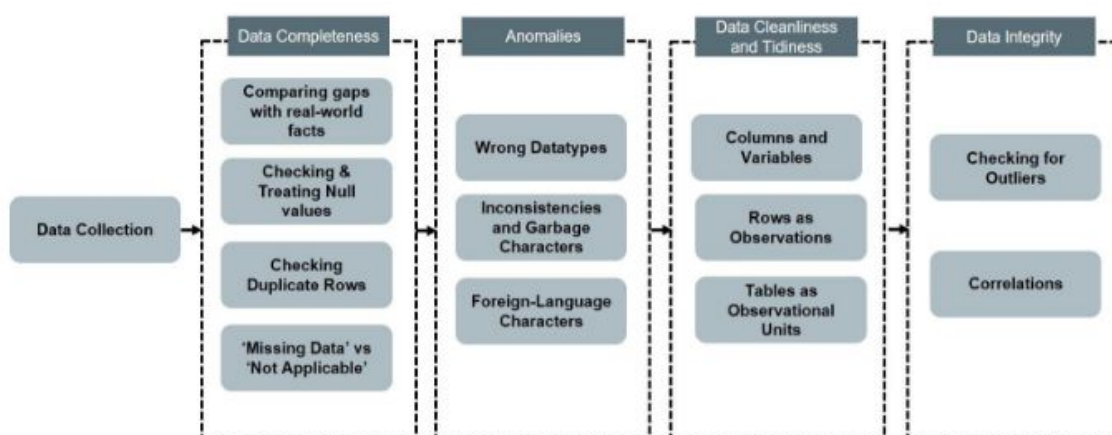 Data Collection
Data Completeness
Comparing gaps
with real-world
facts
Checking &
Treating Null
values
Checking
Duplicate Rows
‘Missing Data’ vs
‘Not Applicable’
Anomalies
Wrong Datatypes
Inconsistencies
and Garbage
Characters
Foreign-Language
Characters
Data Cleanliness
and Tidiness
Columns and
Variables
Rows as
Observations
Tables as
Observational
Units
Data Integrity
Checking for
Outliers
Correlations